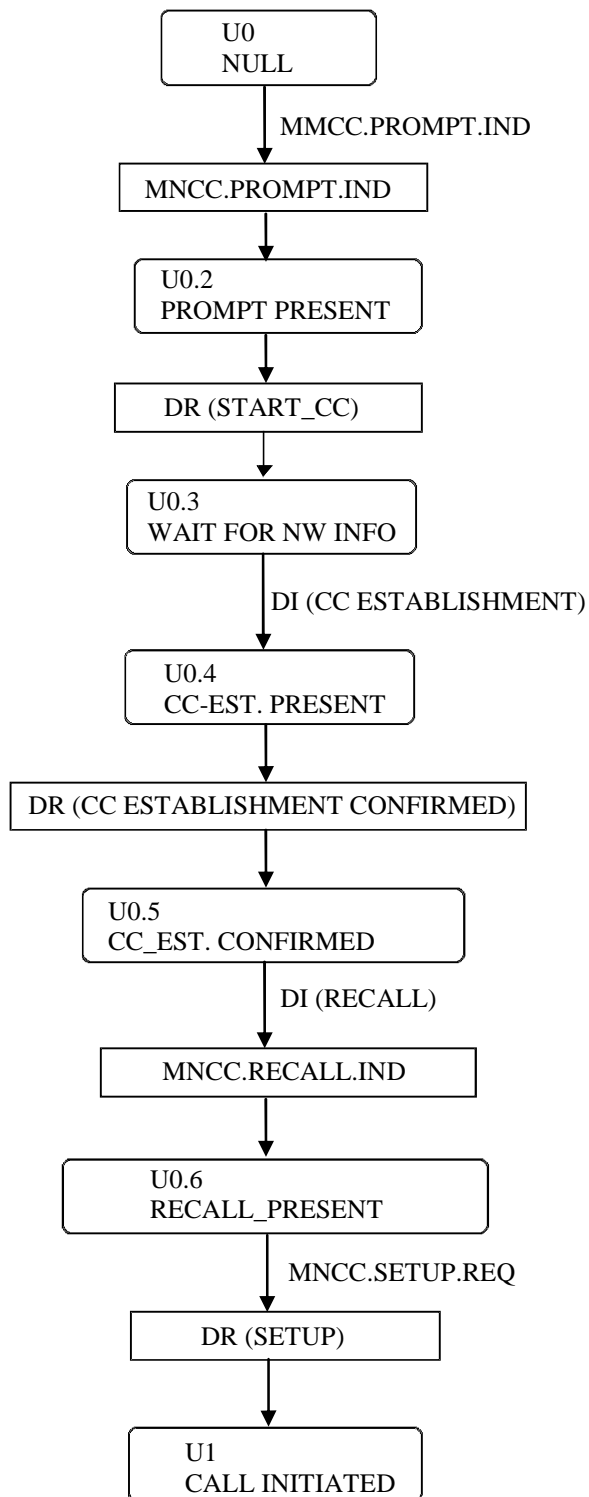 U0
NULL
MMCC.PROMPT.IND
MNCC.PROMPT.IND
U0.2
PROMPT PRESENT
DR (START_CC)
U0.3
WAIT FOR NW INFO
DI (CC ESTABLISHMENT)
U0.4
CC-EST. PRESENT
DR (CC ESTABLISHMENT CONFIRMED)
U0.5
CC_EST. CONFIRMED
DI (RECALL)
MNCC.RECALL.IND
U0.6
RECALL_PRESENT
MNCC.SETUP.REQ
DR (SETUP)
U1
CALL INITIATED